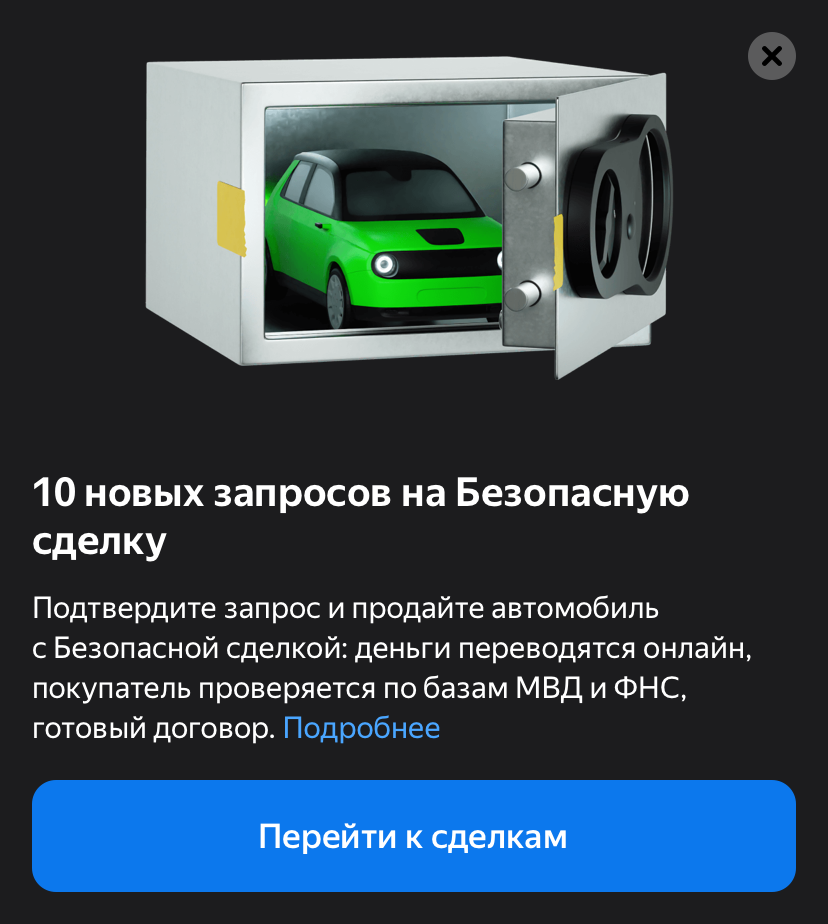 10 новых запросов на Безопасную
сделку
Подтвердите запрос и продайте автомобиль
с Безопасной сделкой: деньги переводятся онлайн,
покупатель проверяется по базам МВД и ФНС,
готовый договор. Подробнее
Перейти к сделкам